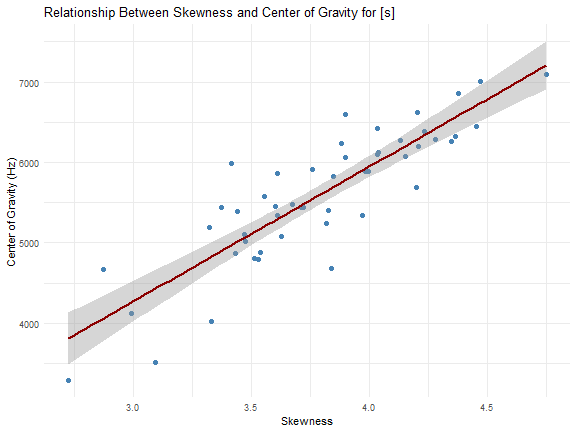 Relationship Between Skewness and Center of Gravity for [s]
Center of Gravity (Hz)
7000
6000
5000
4000
3.0 3.5 4.0 4.5
Skewness